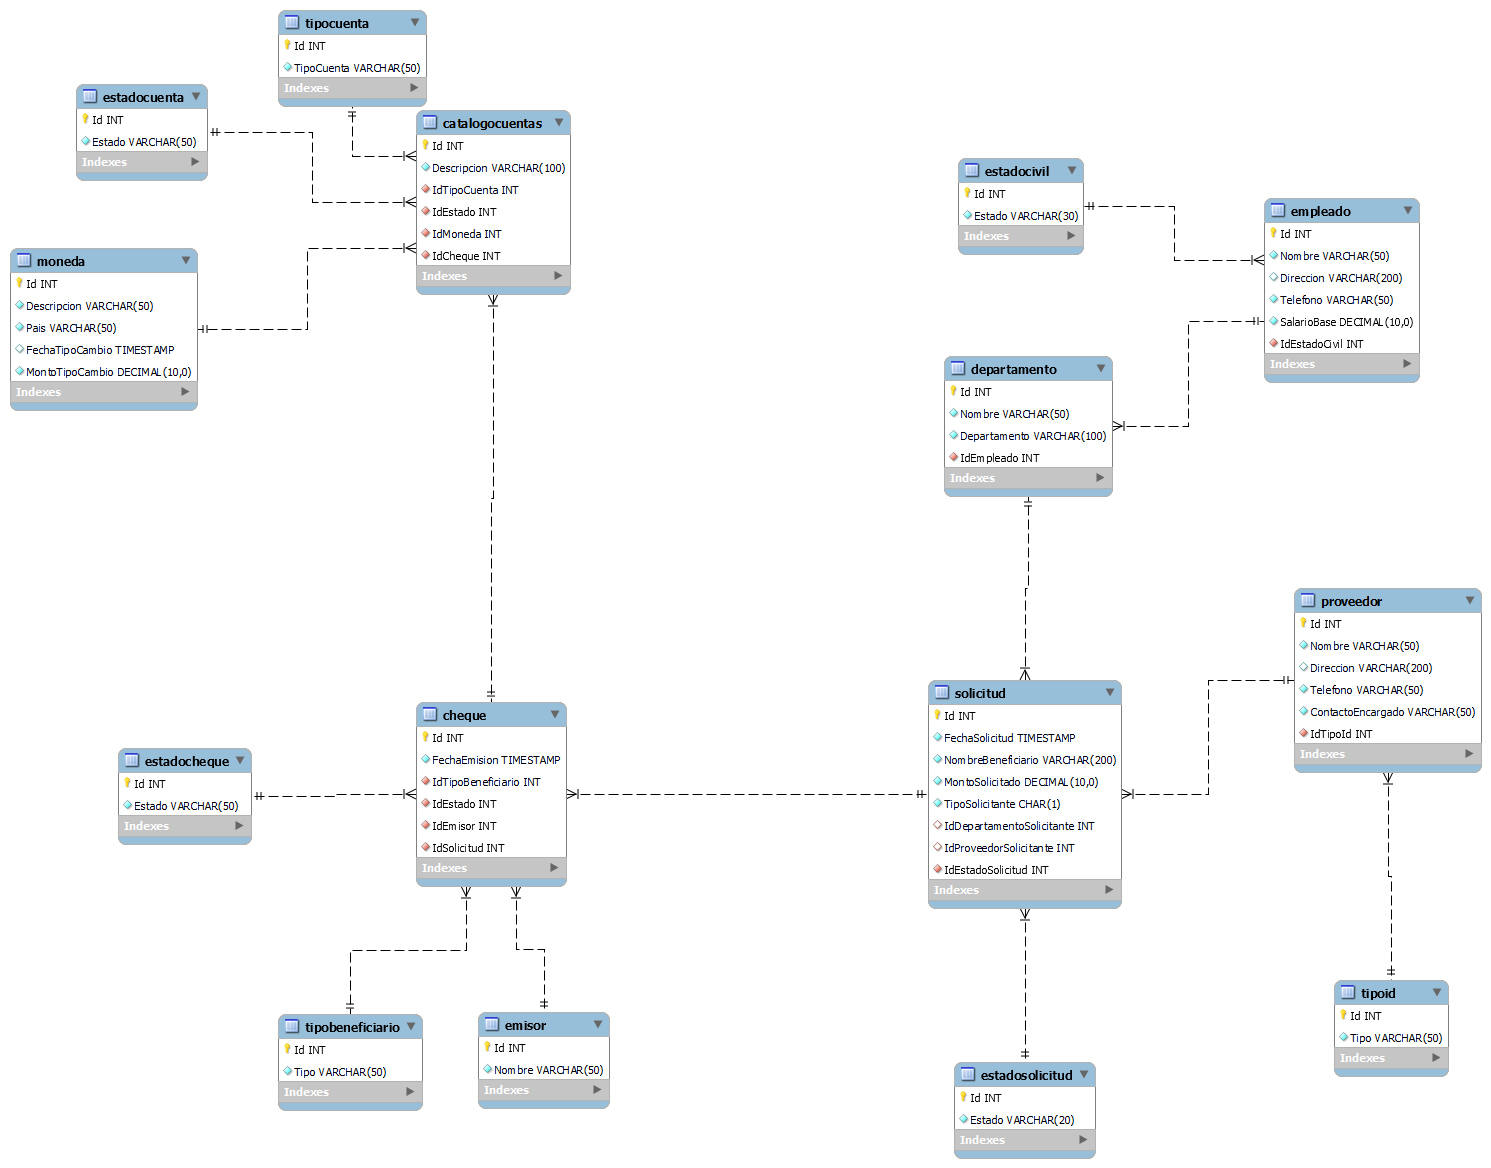 tipocuenta
Id INT
TipoCuenta VARCHAR(50)
Indexes
estadocuenta
Id INT
Estado VARCHAR(50)
Indexes
catalogocuentas
Id INT
Descripcion VARCHAR(100)
IdTipoCuenta INT
IdEstado INT
IdMoneda INT
IdCheque INT
Indexes
moneda
Id INT
Descripcion VARCHAR(50)
Pais VARCHAR(50)
FechaTipoCambio TIMESTAMP
MontoTipoCambio DECIMAL(10,0)
Indexes
estadocivil
Id INT
Estado VARCHAR(30)
Indexes
empleado
Id INT
Nombre VARCHAR(50)
Direccion VARCHAR(200)
Telefono VARCHAR(50)
SalarioBase DECIMAL(10,0)
IdEstadoCivil INT
Indexes
departamento
Id INT
Nombre VARCHAR(50)
Departamento VARCHAR(100)
IdEmpleado INT
Indexes
proveedor
Id INT
Nombre VARCHAR(50)
Direccion VARCHAR(200)
Telefono VARCHAR(50)
ContactoEncargado VARCHAR(50)
IdTipoId INT
Indexes
solicitud
Id INT
FechaSolicitud TIMESTAMP
NombreBeneficiario VARCHAR(200)
MontoSolicitado DECIMAL(10,0)
TipoSolicitante CHAR(1)
IdDepartamentoSolicitante INT
IdProveedorSolicitante INT
IdEstadoSolicitud INT
Indexes
cheque
Id INT
FechaEmision TIMESTAMP
IdTipoBeneficiario INT
IdEstado INT
IdEmisor INT
IdSolicitud INT
Indexes
estadocheque
Id INT
Estado VARCHAR(50)
Indexes
tipobeneficiario
Id INT
Tipo VARCHAR(50)
Indexes
emisor
Id INT
Nombre VARCHAR(50)
Indexes
tipoid
Id INT
Tipo VARCHAR(50)
Indexes
estadosolicitud
Id INT
Estado VARCHAR(20)
Indexes